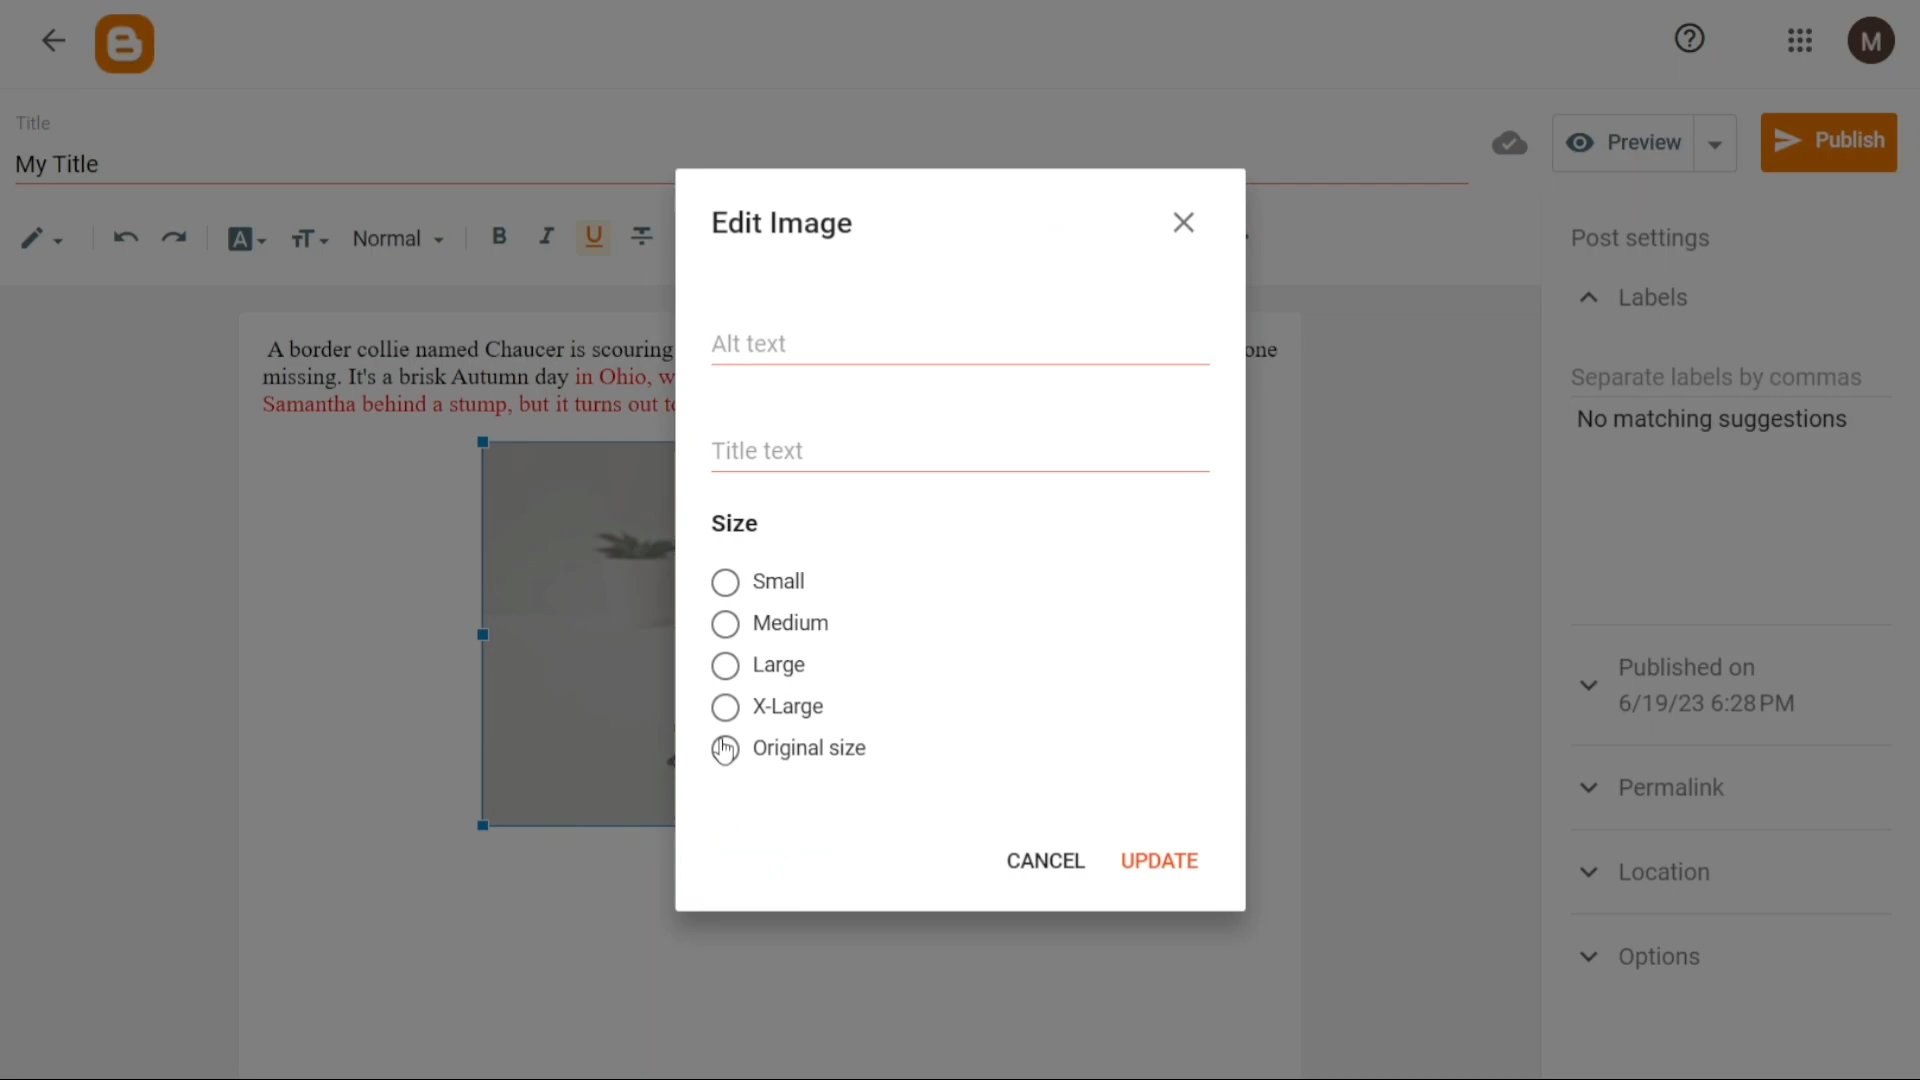 M
Title
My Title
Preview
Publish
A
TT
Normal
B
I
U
Edit Image
Alt text
Title text
Size
Small
Medium
Large
X-Large
Original size
CANCEL
UPDATE
A border collie named Chaucer is scouring
one
missing. It's a brisk Autumn day in Ohio, w
Samantha behind a stump, but it turns out
Post settings
Labels
Separate labels by commas
No matching suggestions
Published on
6/19/23 6:28 PM
Permalink
Location
Options